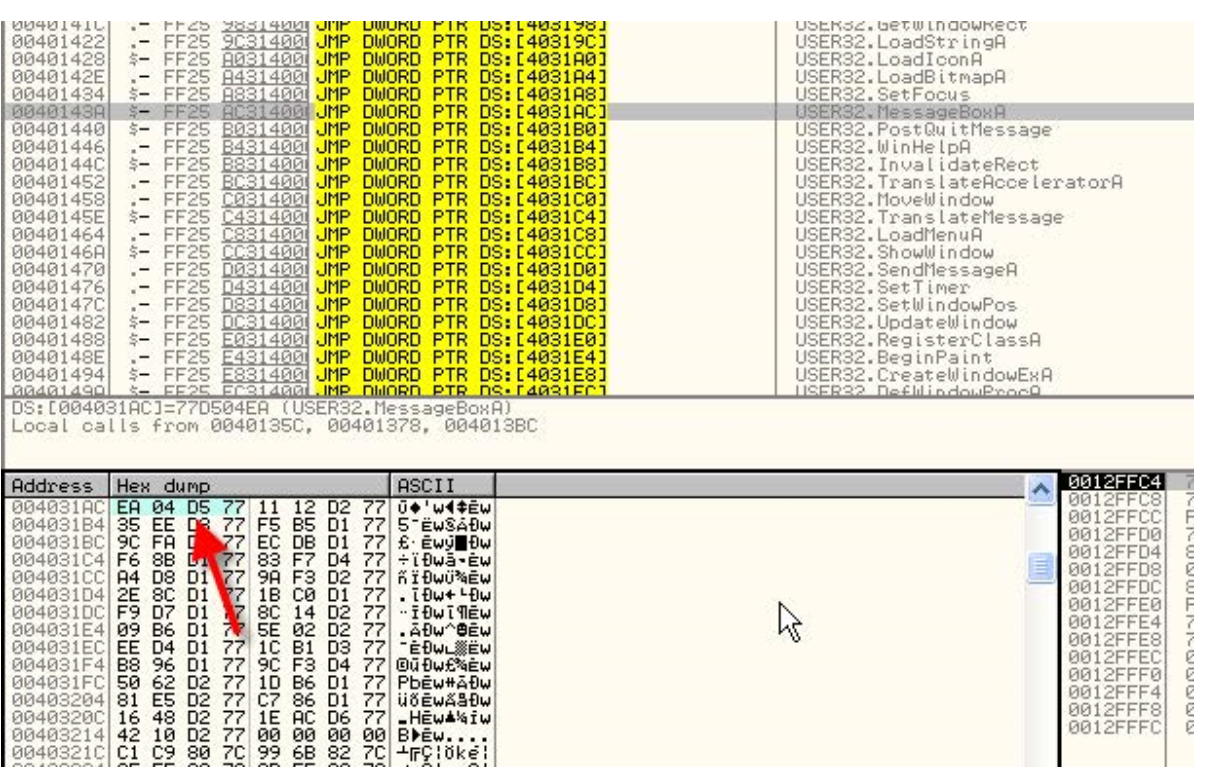 0040141C .- FF25 98314000 JMP DWORD PTR DS:[403198] USER32.GetWindowRect
00401422 .- FF25 9C314000 JMP DWORD PTR DS:[40319C] USER32.LoadStringA
00401428 $- FF25 A0314000 JMP DWORD PTR DS:[4031A0] USER32.LoadIconA
0040142E .- FF25 A4314000 JMP DWORD PTR DS:[4031A4] USER32.LoadBitmapA
00401434 $- FF25 A8314000 JMP DWORD PTR DS:[4031A8] USER32.SetFocus
0040143A $- FF25 AC314000 JMP DWORD PTR DS:[4031AC] USER32.MessageBoxA
00401440 $- FF25 B0314000 JMP DWORD PTR DS:[4031B0] USER32.PostQuitMessage
00401446 .- FF25 B4314000 JMP DWORD PTR DS:[4031B4] USER32.WinHelpA
0040144C $- FF25 B8314000 JMP DWORD PTR DS:[4031B8] USER32.InvalidateRect
00401452 .- FF25 BC314000 JMP DWORD PTR DS:[4031BC] USER32.TranslateAcceleratorA
00401458 .- FF25 C0314000 JMP DWORD PTR DS:[4031C0] USER32.MoveWindow
0040145E $- FF25 C4314000 JMP DWORD PTR DS:[4031C4] USER32.TranslateMessage
00401464 .- FF25 C8314000 JMP DWORD PTR DS:[4031C8] USER32.LoadMenuA
0040146A $- FF25 CC314000 JMP DWORD PTR DS:[4031CC] USER32.ShowWindow
00401470 .- FF25 D0314000 JMP DWORD PTR DS:[4031D0] USER32.SendMessageA
00401476 .- FF25 D4314000 JMP DWORD PTR DS:[4031D4] USER32.SetTimer
0040147C .- FF25 D8314000 JMP DWORD PTR DS:[4031D8] USER32.SetWindowPos
00401482 $- FF25 DC314000 JMP DWORD PTR DS:[4031DC] USER32.UpdateWindow
00401488 $- FF25 E0314000 JMP DWORD PTR DS:[4031E0] USER32.RegisterClassA
0040148E .- FF25 E4314000 JMP DWORD PTR DS:[4031E4] USER32.BeginPaint
00401494 $- FF25 E8314000 JMP DWORD PTR DS:[4031E8] USER32.CreateWindowExA
0040149A $- FF25 EC314000 JMP DWORD PTR DS:[4031EC] USER32.DefWindowProcA
DS:[004031AC]=77D504EA (USER32.MessageBoxA)
Local calls from 0040135C, 00401378, 004013BC
Address Hex dump ASCII
004031AC EA 04 D5 77 11 12 D2 77
004031B4 35 EE 77 F5 B5 D1 77
004031BC 9C FA 77 EC DB D1 77
004031C4 F6 8B 77 83 F7 D4 77
004031CC A4 D8 D1 77 9A F3 D2 77
004031D4 2E 8C D1 77 1B C0 D1 77
004031DC F9 D7 D1 77 8C 14 D2 77
004031E4 09 B6 D1 77 5E 02 D2 77
004031EC EE D4 D1 77 1C B1 D3 77
004031F4 B8 96 D1 77 9C F3 D4 77
004031FC 50 62 D2 77 1D B6 D1 77
00403204 81 E5 D2 77 C7 86 D1 77
0040320C 16 48 D2 77 1E AC D6 77
00403214 42 10 D2 77 00 00 00 00
0040321C C1 C9 80 7C 99 6B 82 7C
0012FFC4
0012FFC8
0012FFCC
0012FFD0
0012FFD4
0012FFD8
0012FFDC
0012FFE0
0012FFE4
0012FFE8
0012FFEC
0012FFF0
0012FFF4
0012FFF8
0012FFFC